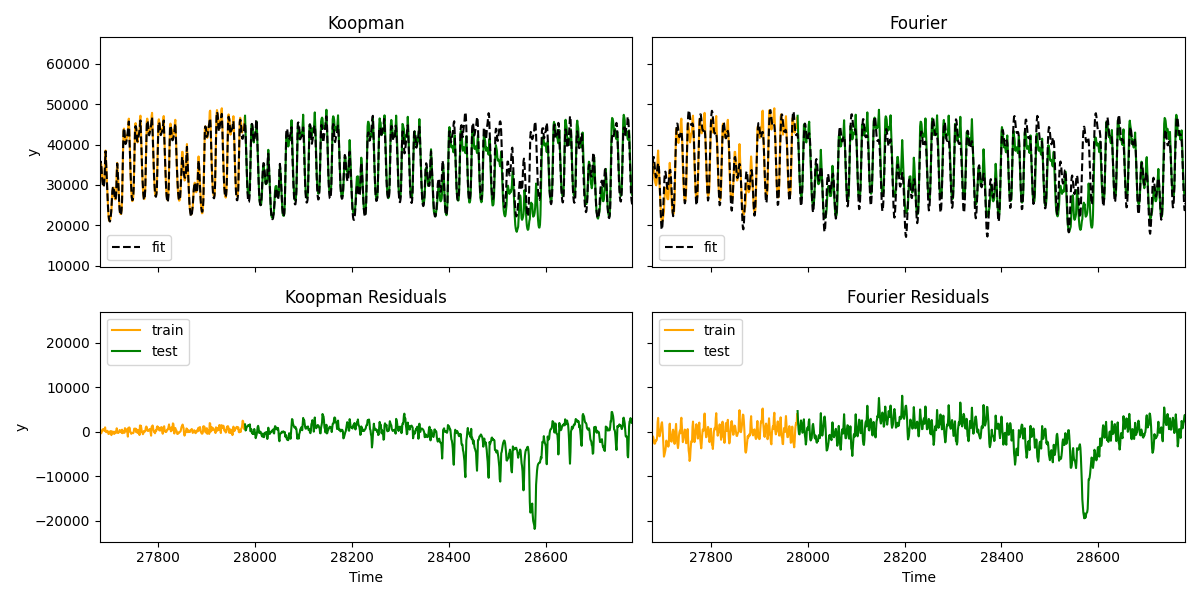 Koopman
Fourier
y
60000
50000
40000
30000
20000
10000
fit
fit
Koopman Residuals
Fourier Residuals
y
20000
10000
0
−10000
−20000
train
test
train
test
27800
28000
28200
28400
28600
27800
28000
28200
28400
28600
Time
Time